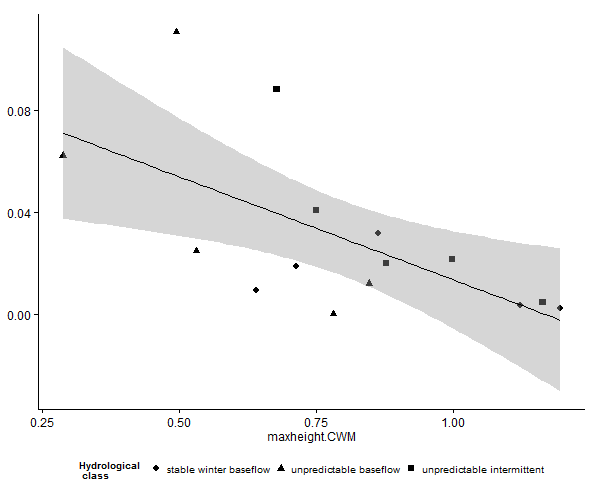 0.08
0.04
0.00
0.25 0.50 0.75 1.00
maxheight.CWM
Hydrological
class
stable winter baseflow unpredictable baseflow unpredictable intermittent